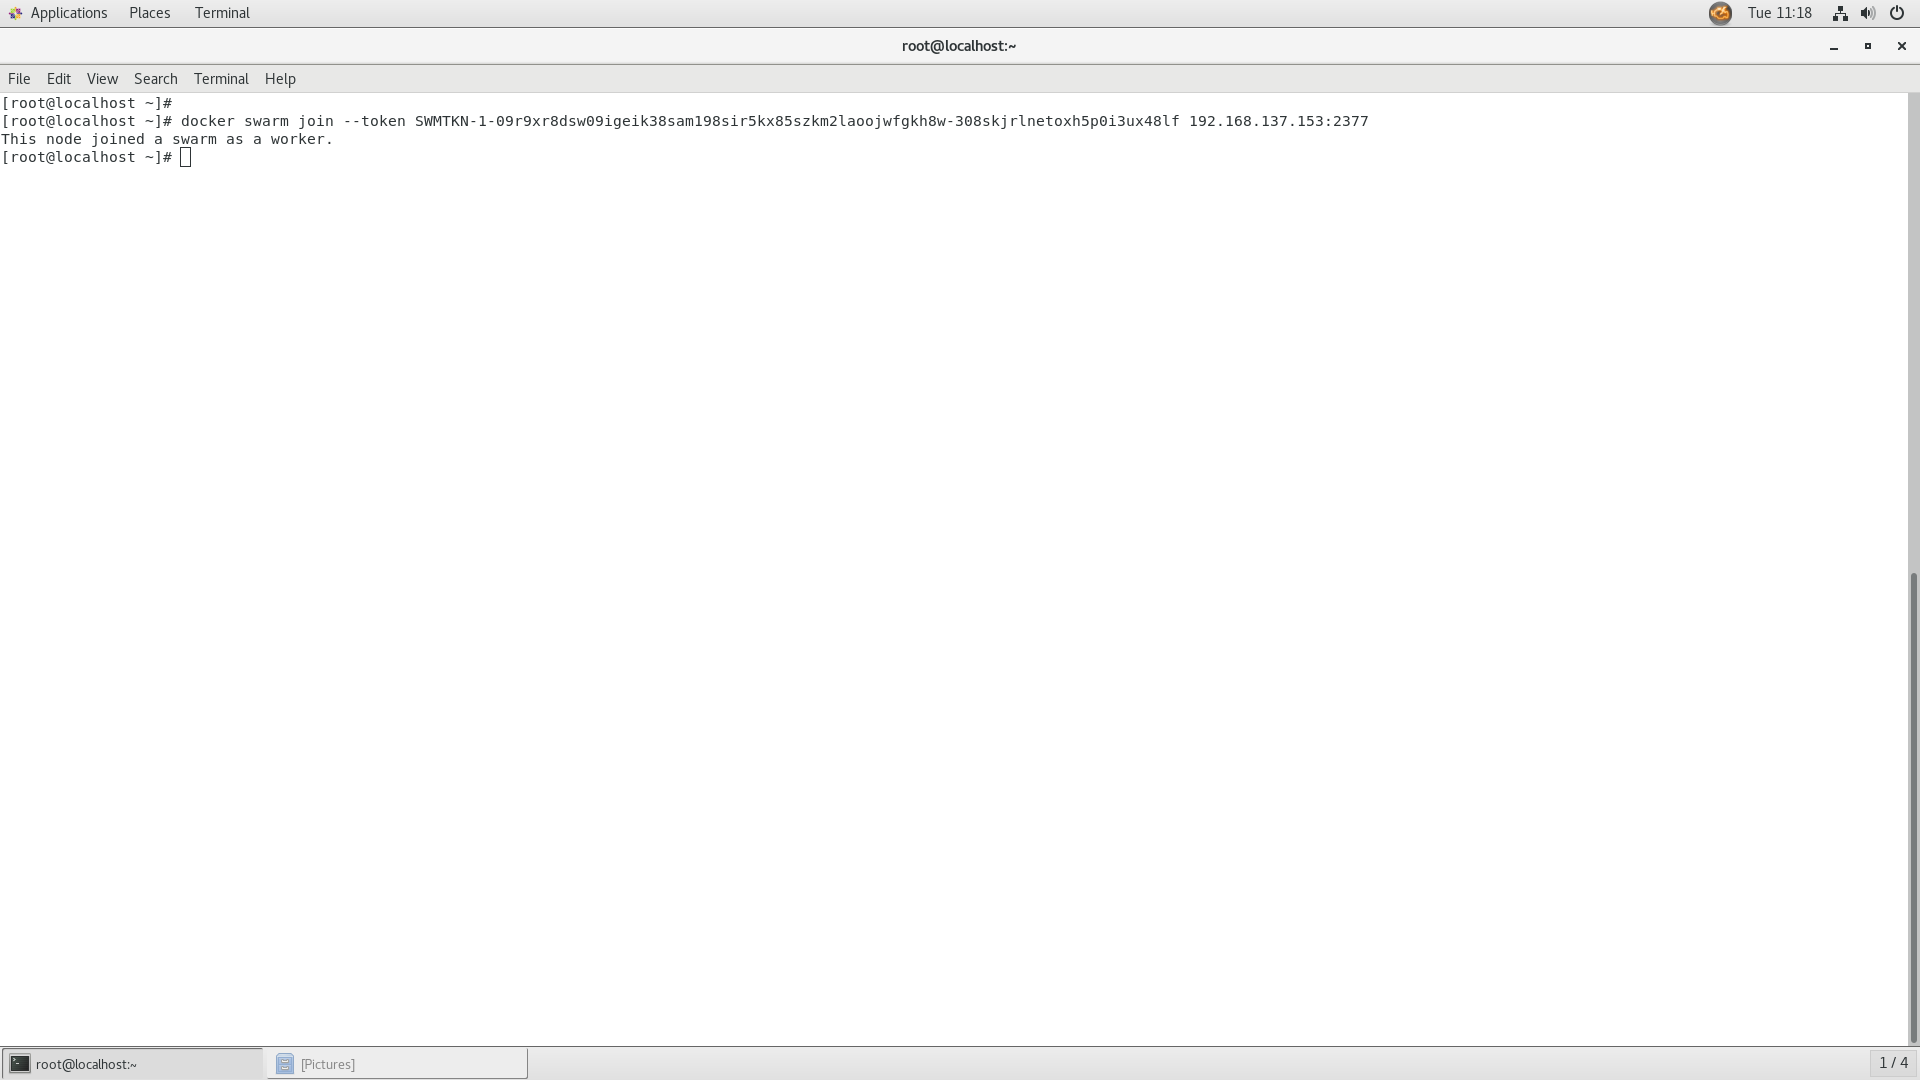 Applications Places Terminal Tue 11:18
root@localhost:~
File Edit View Search Terminal Help
[root@localhost ~]#
[root@localhost ~]# docker swarm join --token SWMTKN-1-09r9xr8dsw09igeik38sam198sir5kx85szkm2laoojwfgkh8w-308skjrlnetoxh5p0i3ux48lf 192.168.137.153:2377
This node joined a swarm as a worker.
[root@localhost ~]#
root@localhost:~ [Pictures] 1 / 4